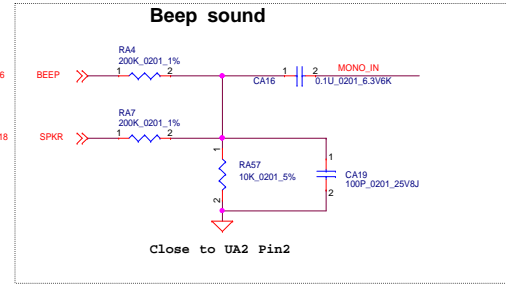 Beep sound
RA4
200K_0201_1%
6 BEEP 1 2
1 2 MONO_IN
CA16 0.1U_0201_6.3V6K
RA7
200K_0201_1%
18 SPKR 1 2
1
RA57
10K_0201_5%
2
1
CA19
100P_0201_25V8J
2
Close to UA2 Pin2